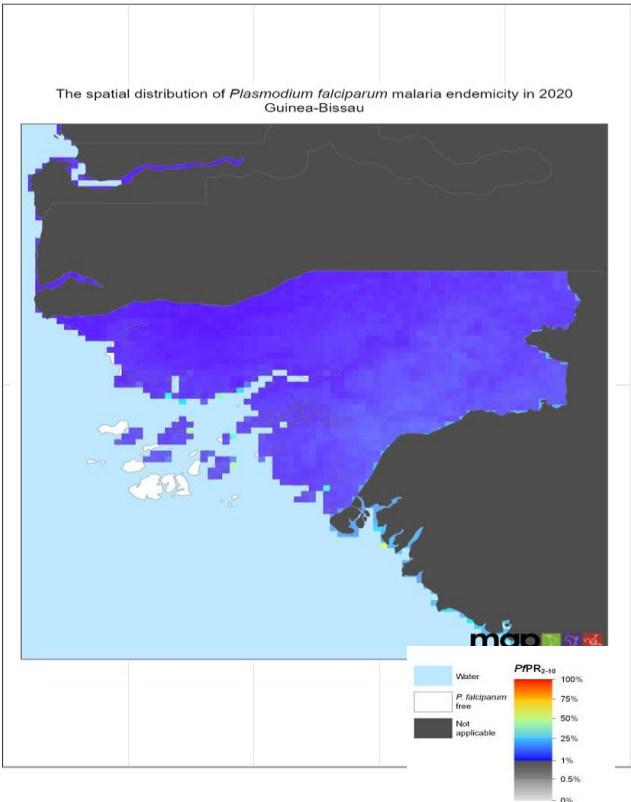 The spatial distribution of Plasmodium falciparum malaria endemicity in 2020
Guinea-Bissau
map
Water
P. falciparum
free
Not
applicable
PfPR2-10
100%
75%
50%
25%
1%
0.5%
0%